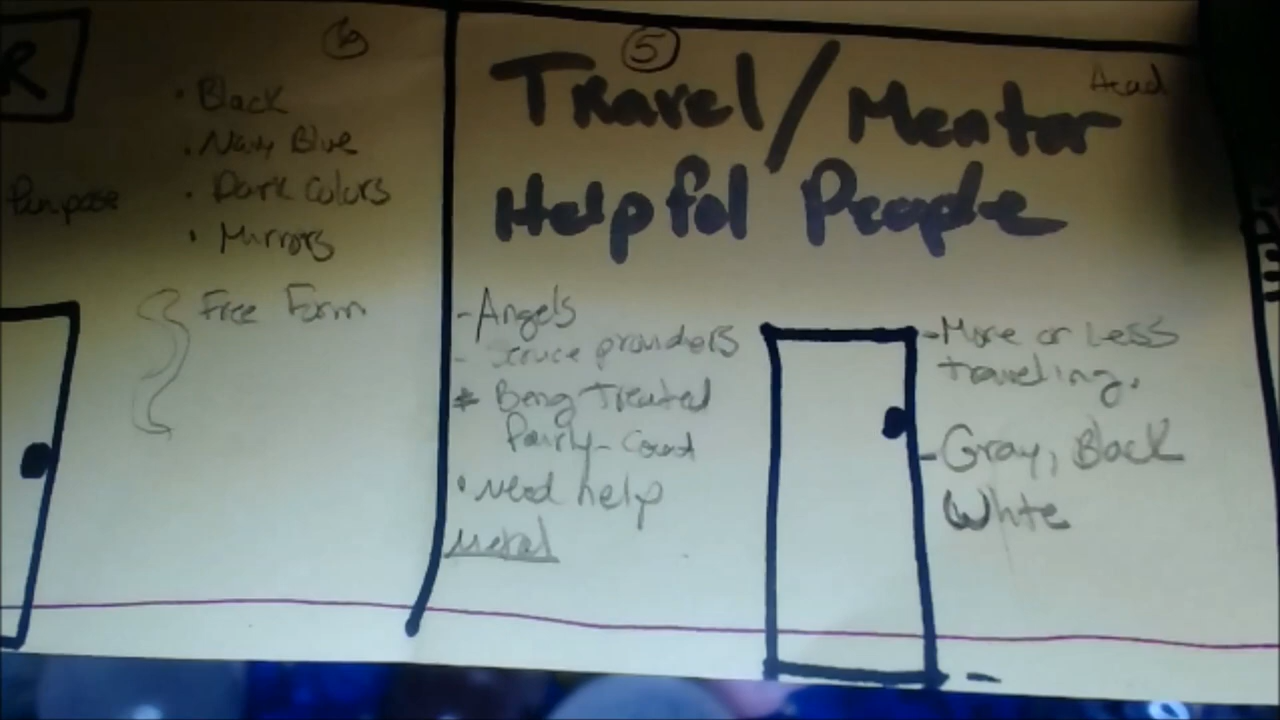 R
Purpose
6
• Black
• Navy Blue
• Dark Colors
• Mirrors
Free Form
5
Travel/Mentor
Helpful People
- Angels
- Service providers
* Being Treated
Fairly-Court
• Need help
Metal
- More or Less
traveling.
- Gray, Black
White